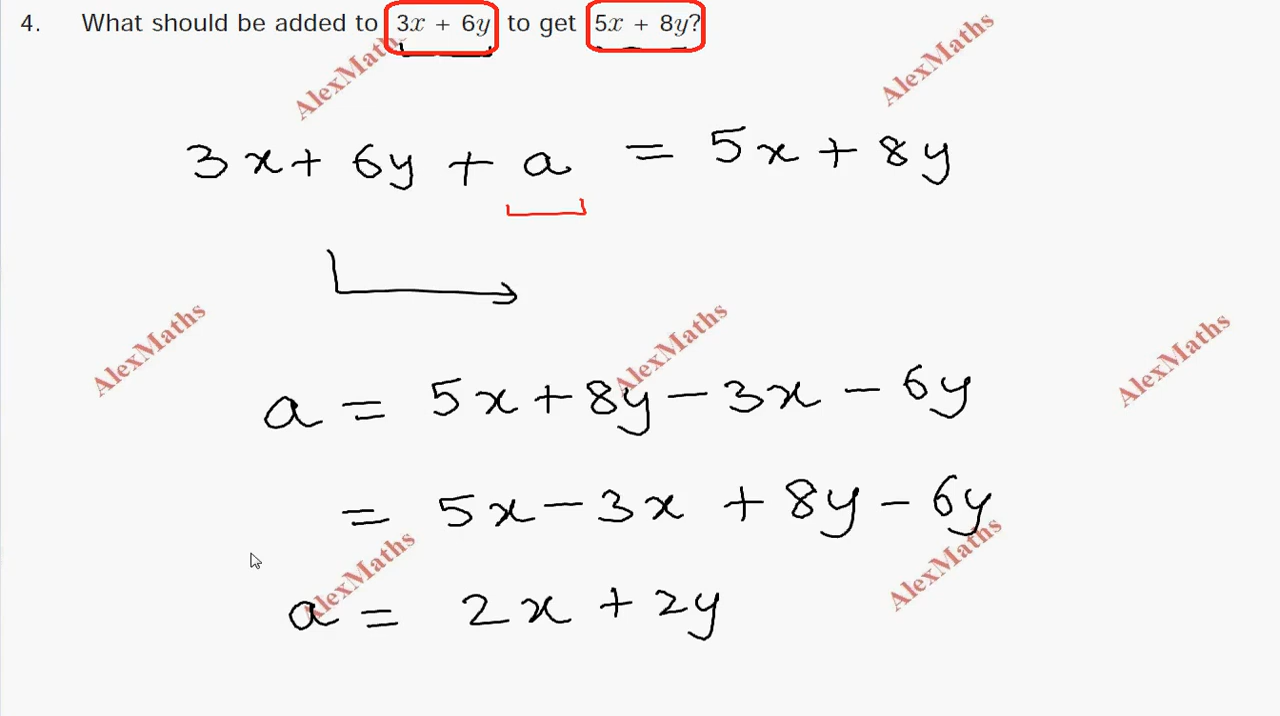 4. What should be added to 3x + 6y to get 5x + 8y?
AlexMaths
AlexMaths
3x + 6y + a = 5x + 8y
AlexMaths
AlexMaths
AlexMaths
a = 5x + 8y - 3x - 6y
= 5x - 3x + 8y - 6y
AlexMaths
AlexMaths
a = 2x + 2y